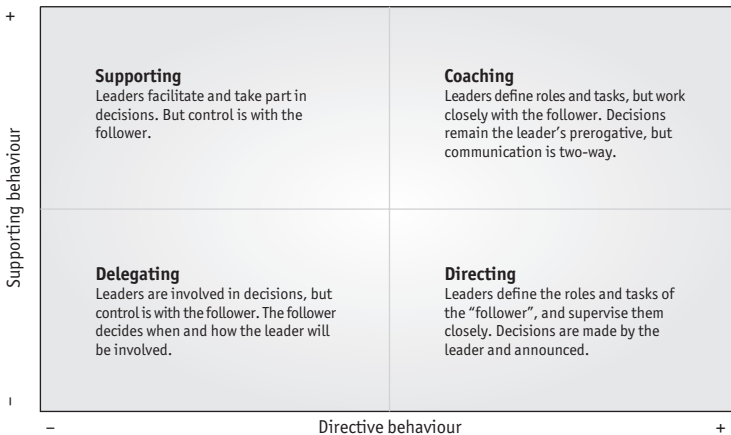 +
Supporting
Leaders facilitate and take part in
decisions. But control is with the
follower.
Coaching
Leaders define roles and tasks, but work
closely with the follower. Decisions
remain the leader’s prerogative, but
communication is two-way.
Supporting behaviour
Delegating
Leaders are involved in decisions, but
control is with the follower. The follower
decides when and how the leader will
be involved.
Directing
Leaders define the roles and tasks of
the “follower”, and supervise them
closely. Decisions are made by the
leader and announced.
–
–
Directive behaviour
+